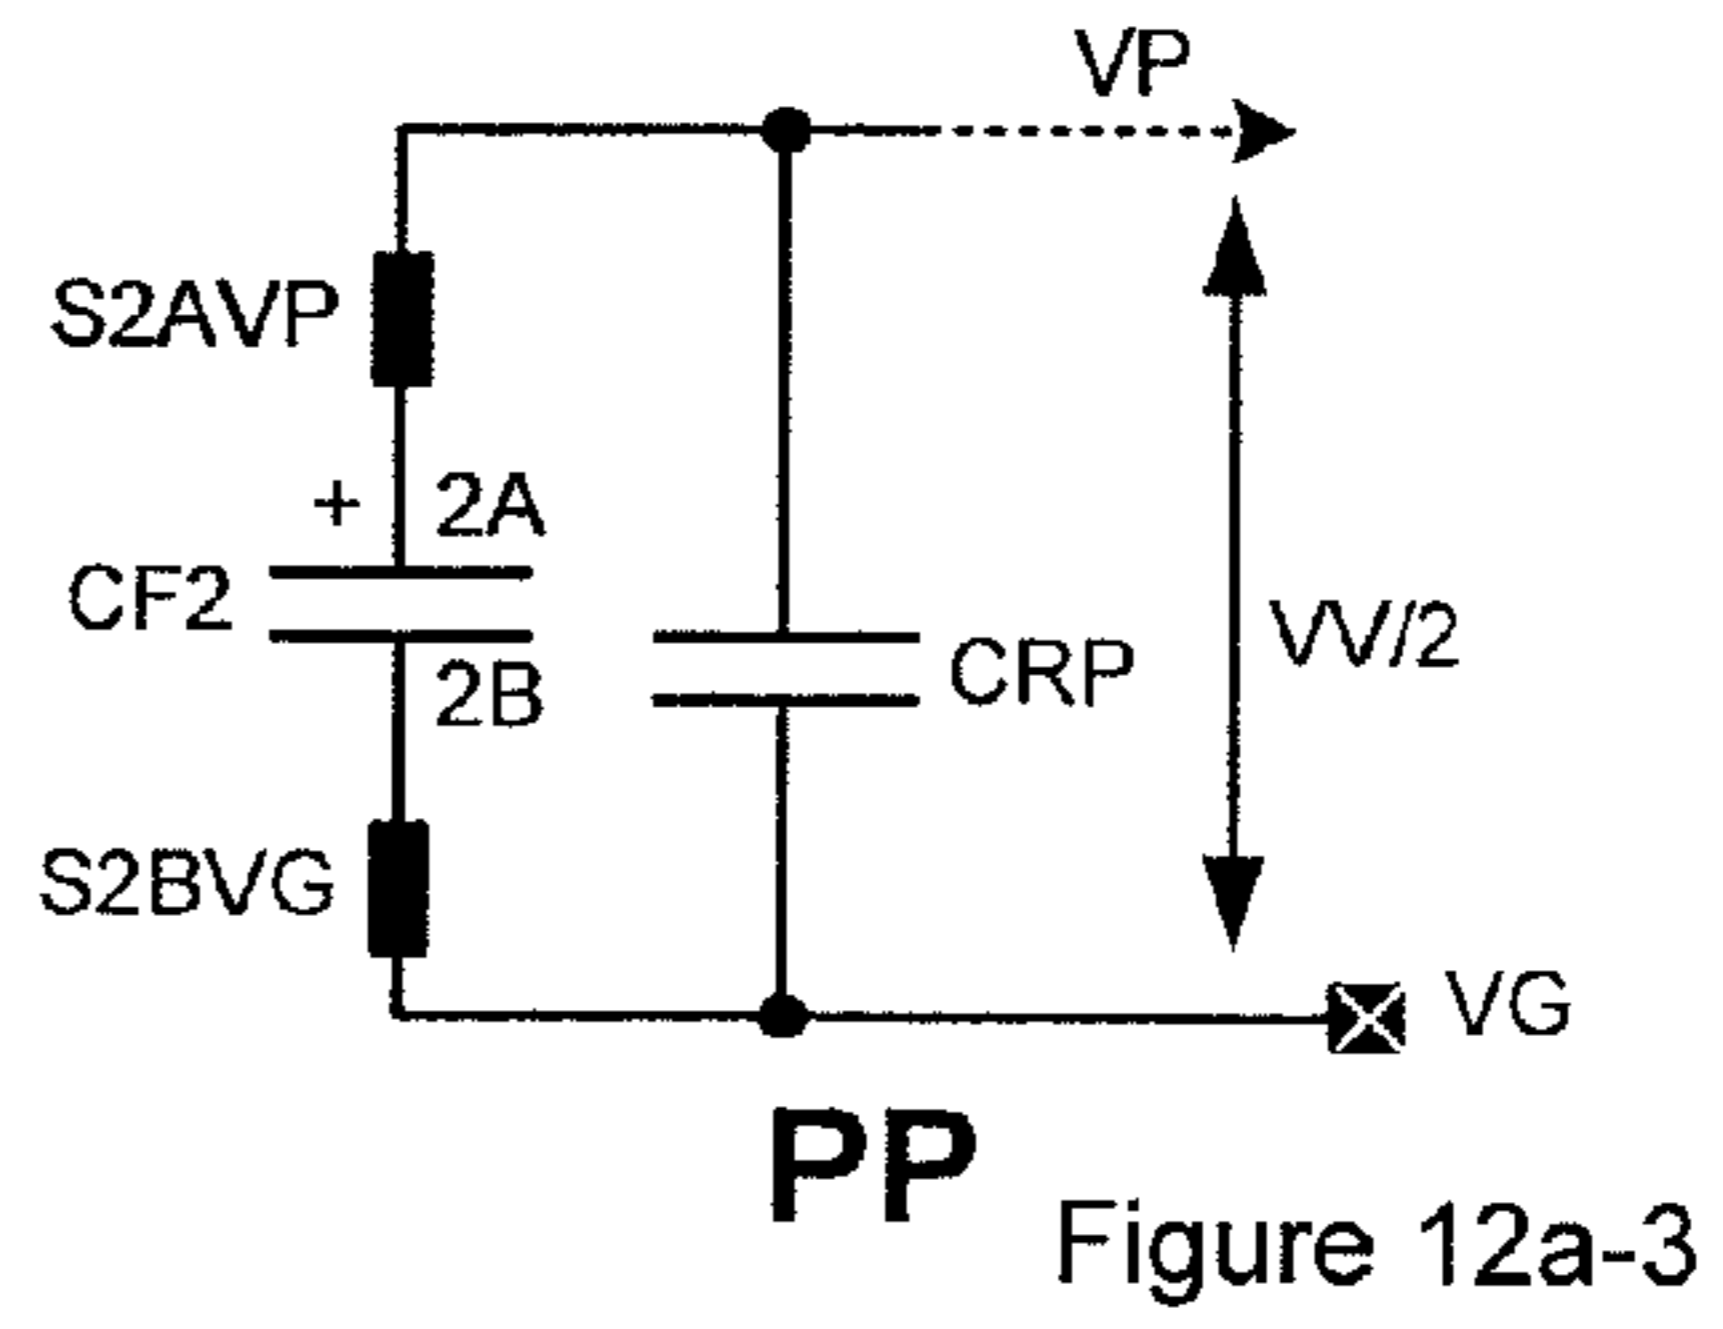 VP
S2AVP
+
2A
CF2
2B
CRP
VV/2
S2BVG
VG
PP
Figure 12a-3